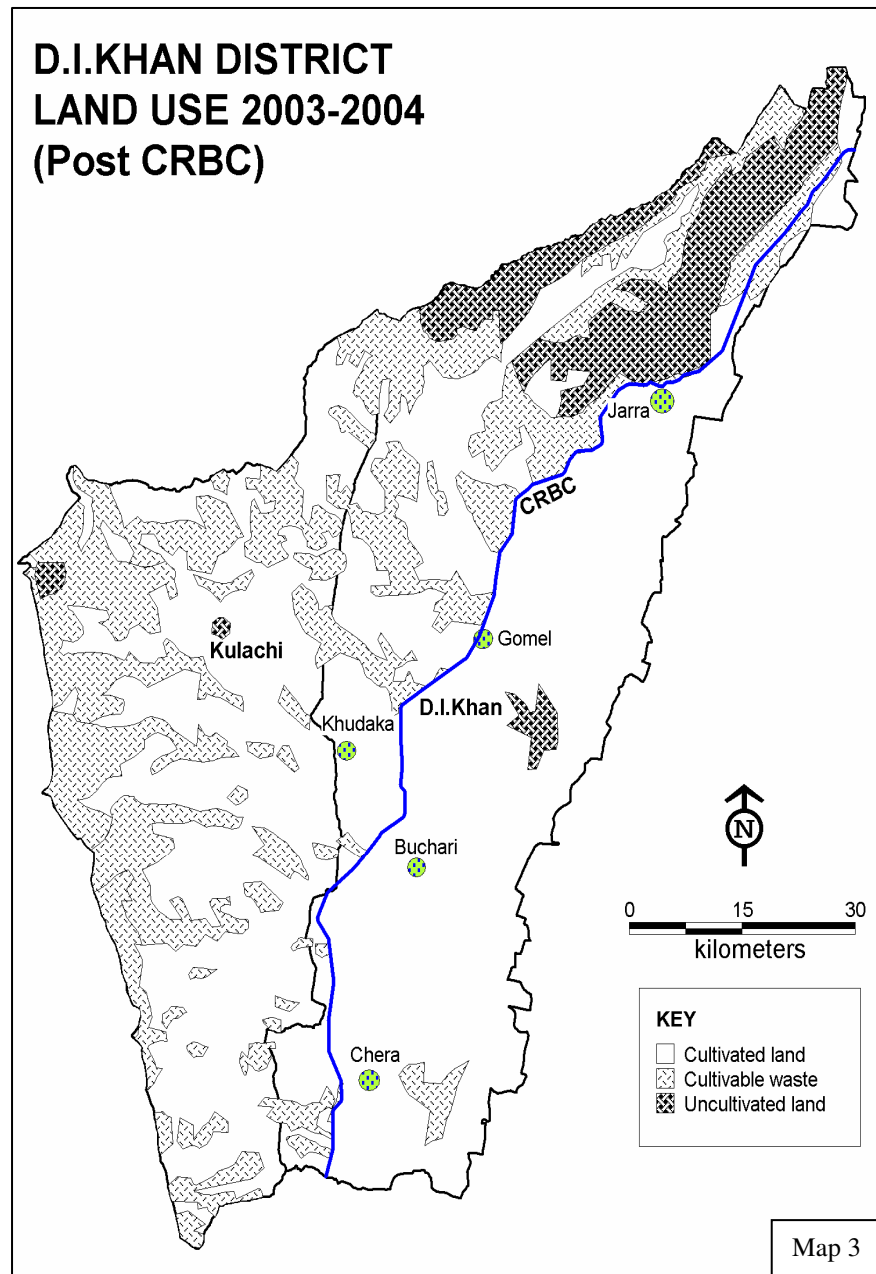 D.I.KHAN DISTRICT
LAND USE 2003-2004
(Post CRBC)
Jarra
CRBC
Gomel
Kulachi
D.I.Khan
Khudaka
Buchari
N
0 15 30
kilometers
KEY
Cultivated land
Cultivable waste
Uncultivated land
Chera
Map 3